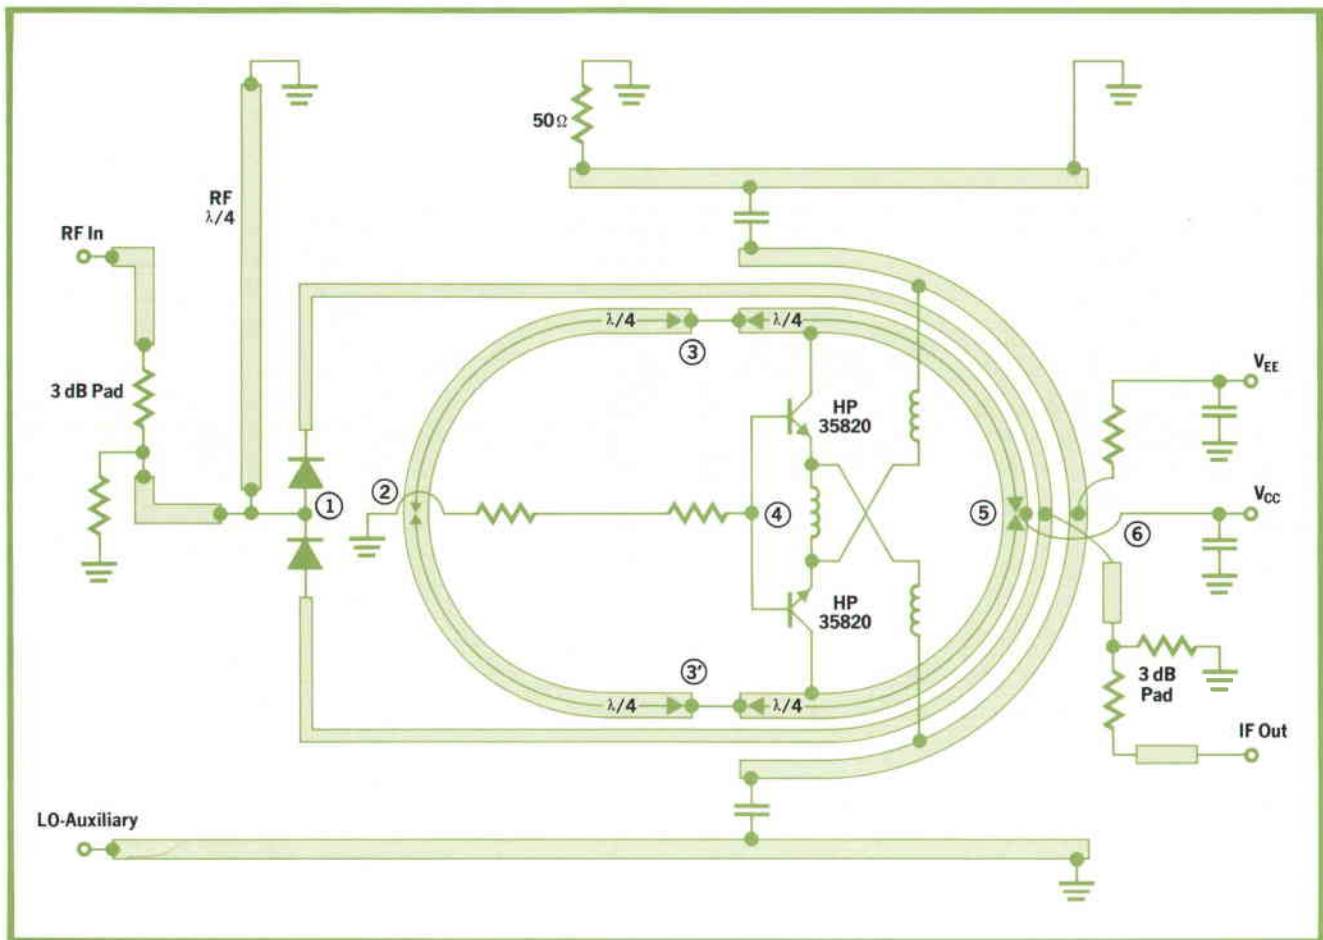 50Ω
RF
λ/4
RF In
λ/4
λ/4
③
3 dB Pad
V_EE
HP
35820
①
②
④
⑤
⑥
V_CC
HP
35820
③'
λ/4
λ/4
3 dB
Pad
IF Out
LO-Auxiliary